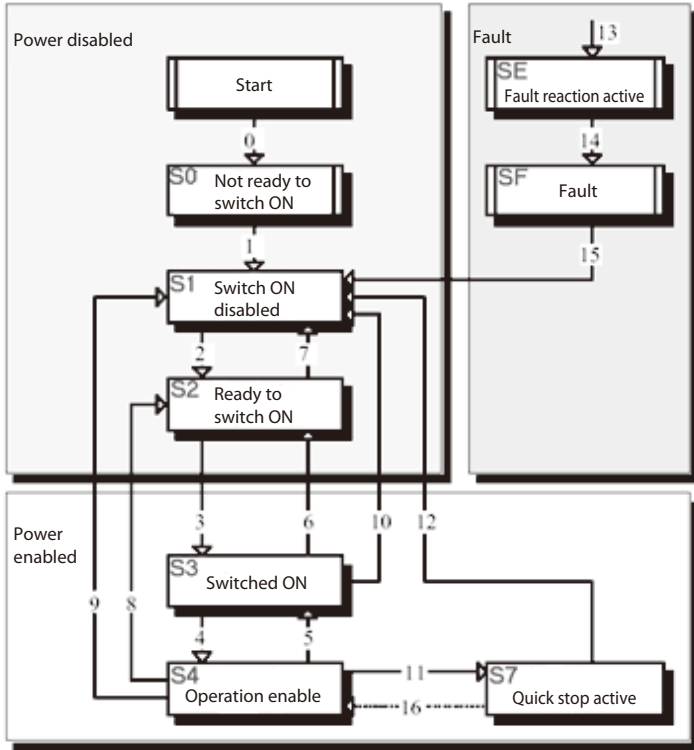 Power disabled
Start
0
S0
Not ready to
switch ON
1
S1
Switch ON
disabled
2
7
S2
Ready to
switch ON
Fault
13
SE
Fault reaction active
14
SF
Fault
15
Power
enabled
3
6
10
12
S3
Switched ON
9
8
4
5
S4
Operation enable
11
16
S7
Quick stop active